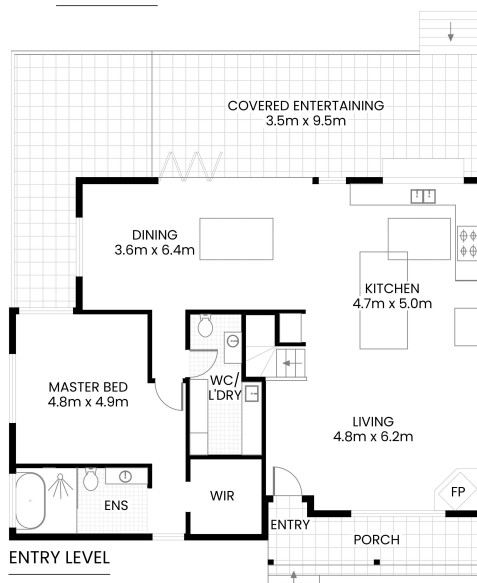 COVERED ENTERTAINING
3.5m x 9.5m
DINING
3.6m x 6.4m
KITCHEN
4.7m x 5.0m
MASTER BED
4.8m x 4.9m
WC/
L'DRY
LIVING
4.8m x 6.2m
ENS
WIR
FP
ENTRY
PORCH
ENTRY LEVEL